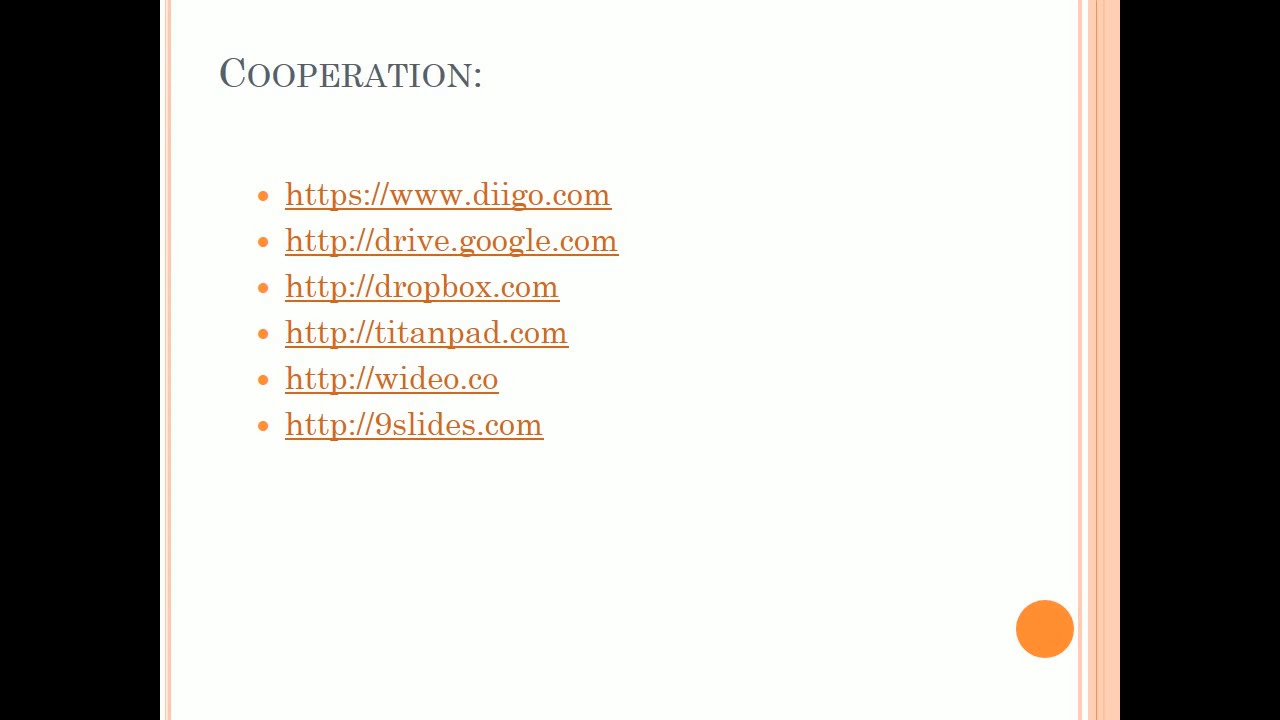 Cooperation:
https://www.diigo.com
http://drive.google.com
http://dropbox.com
http://titanpad.com
http://wideo.co
http://9slides.com